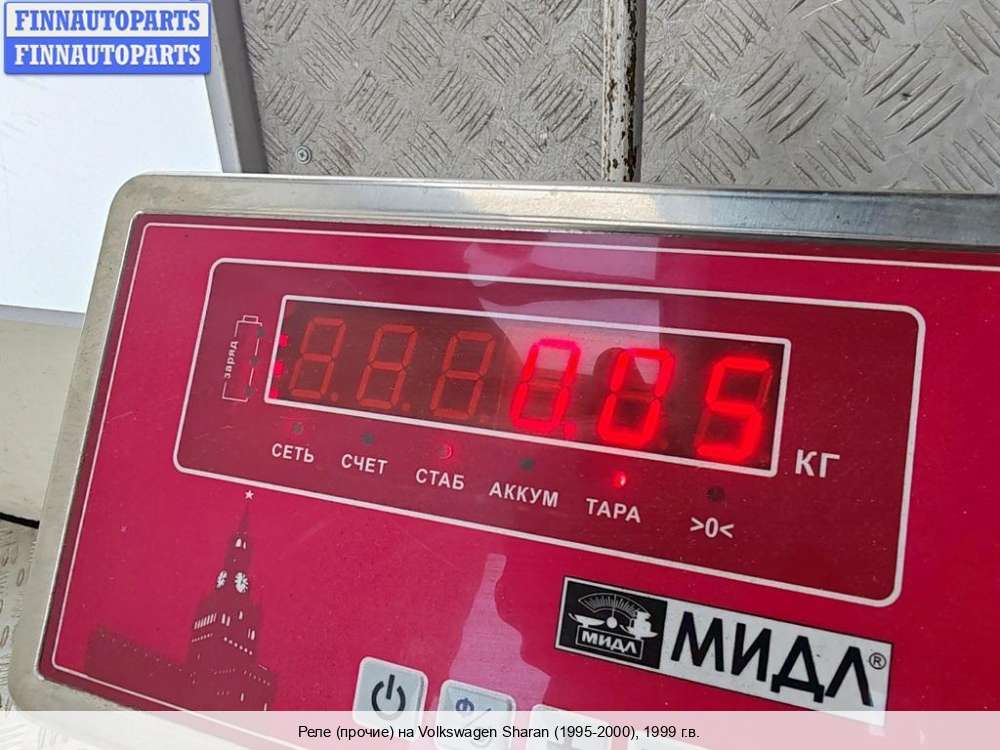 FINNAUTOPARTS
FINNAUTOPARTS
заряд
0.05
КГ
СЕТЬ СЧЕТ СТАБ АККУМ ТАРА >0<
МИДЛ
МИДЛ®
Реле (прочие) на Volkswagen Sharan (1995-2000), 1999 г.в.